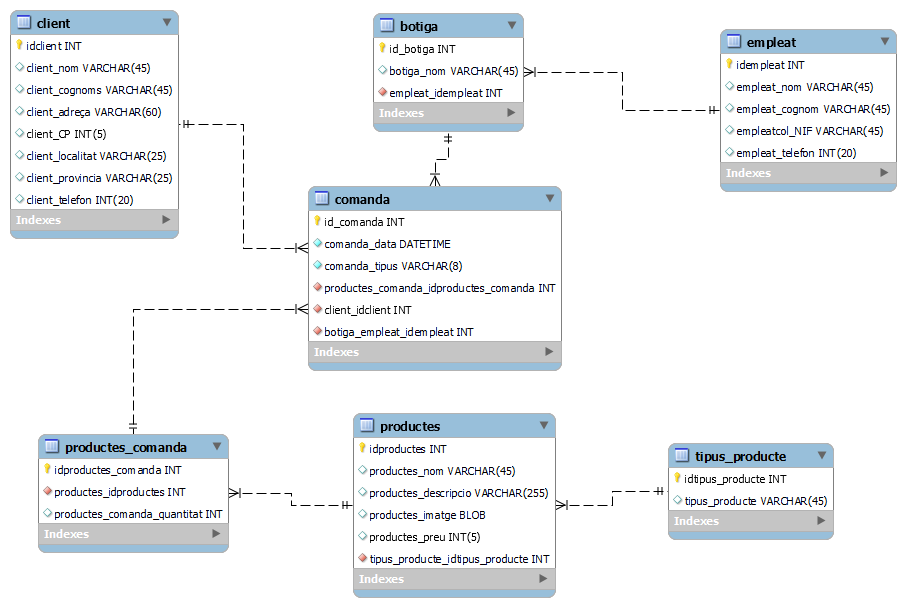 client
idclient INT
client_nom VARCHAR(45)
client_cognoms VARCHAR(45)
client_adreça VARCHAR(60)
client_CP INT(5)
client_localitat VARCHAR(25)
client_provincia VARCHAR(25)
client_telefon INT(20)
Indexes
botiga
id_botiga INT
botiga_nom VARCHAR(45)
empleat_idempleat INT
Indexes
empleat
idempleat INT
empleat_nom VARCHAR(45)
empleat_cognom VARCHAR(45)
empleatcol_NIF VARCHAR(45)
empleat_telefon INT(20)
Indexes
comanda
id_comanda INT
comanda_data DATETIME
comanda_tipus VARCHAR(8)
productes_comanda_idproductes_comanda INT
client_idclient INT
botiga_empleat_idempleat INT
Indexes
productes_comanda
idproductes_comanda INT
productes_idproductes INT
productes_comanda_quantitat INT
Indexes
productes
idproductes INT
productes_nom VARCHAR(45)
productes_descripcio VARCHAR(255)
productes_imatge BLOB
productes_preu INT(5)
tipus_producte_idtipus_producte INT
Indexes
tipus_producte
idtipus_producte INT
tipus_producte VARCHAR(45)
Indexes